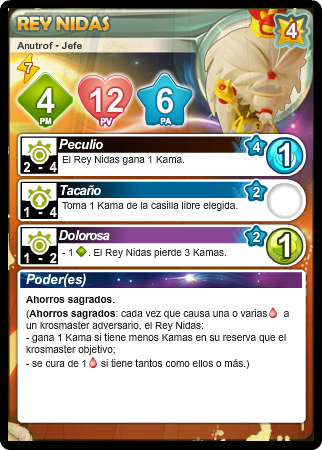 REY NIDAS
Anutrof - Jefe
4
7
4
PM
12
PV
6
PA
Peculio
4
El Rey Nidas gana 1 Kama.
2 - 4
1
Tacaño
2
Toma 1 Kama de la casilla libre elegida.
1 - 4
Dolorosa
2
- 1 . El Rey Nidas pierde 3 Kamas.
1 - 2
1
Poder(es)
Ahorros sagrados.
(Ahorros sagrados: cada vez que causa una o varias a
un krosmaster adversario, el Rey Nidas:
- gana 1 Kama si tiene menos Kamas en su reserva que el
krosmaster objetivo;
- se cura de 1 si tiene tantos como ellos o más.)